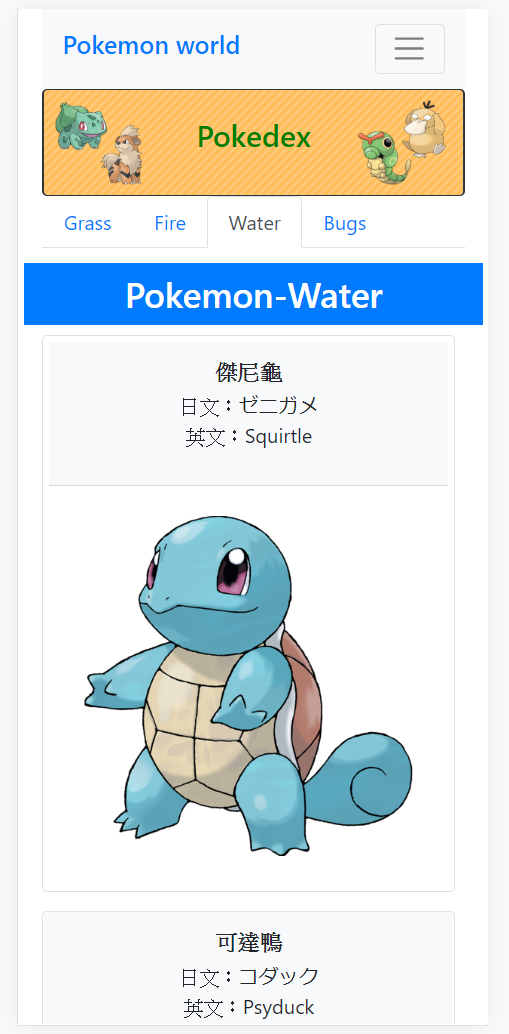 Pokemon world
Pokedex
Grass Fire Water Bugs
Pokemon-Water
傑尼龜
日文：ゼニガメ
英文：Squirtle
可達鴨
日文：コダック
英文：Psyduck